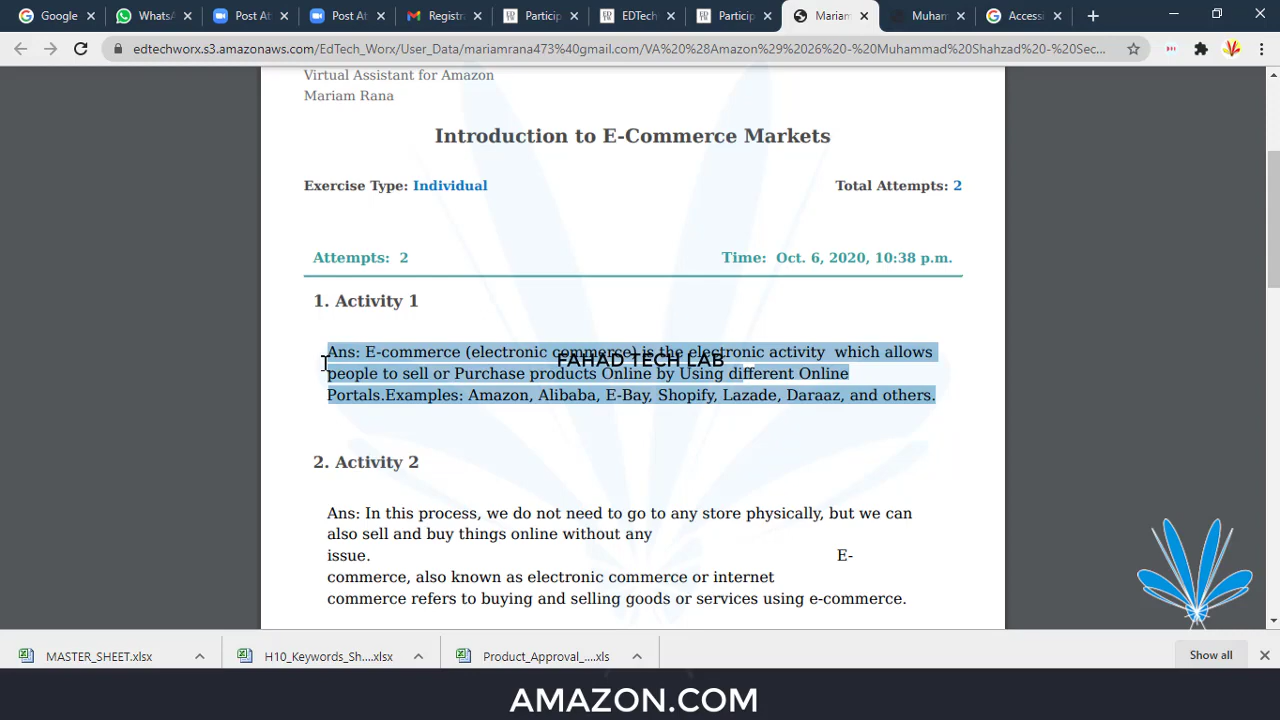 Google
WhatsA
Post At
Post At
Registra
Particip
EDTech
Particip
Mariam
Muham
Access
edtechworx.s3.amazonaws.com/EdTech_Worx/User_Data/mariamrana473%40gmail.com/VA%20%28Amazon%29%2026%20-%20Muhammad%20Shahzad%20-%20Sec...
Virtual Assistant for Amazon
Mariam Rana
Introduction to E-Commerce Markets
Exercise Type: Individual
Total Attempts: 2
Attempts: 2
Time: Oct. 6, 2020, 10:38 p.m.
1. Activity 1
Ans: E-commerce (electronic commerce) is the electronic activity which allows
FAHAD TECH LAB
people to sell or Purchase products Online by Using different Online
Portals.Examples: Amazon, Alibaba, E-Bay, Shopify, Lazade, Daraaz, and others.
2. Activity 2
Ans: In this process, we do not need to go to any store physically, but we can
also sell and buy things online without any
issue. E-
commerce, also known as electronic commerce or internet
commerce refers to buying and selling goods or services using e-commerce.
MASTER_SHEET.xlsx
H10_Keywords_Sh....xlsx
Product_Approval_....xls
Show all
AMAZON.COM